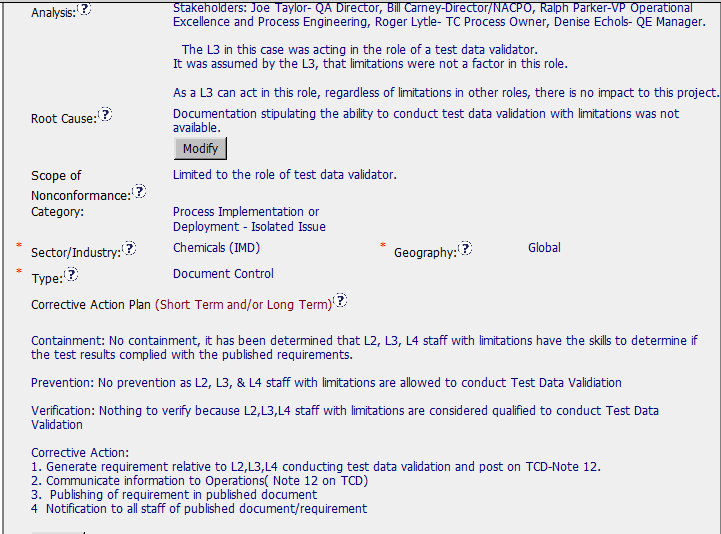 Analysis: ? Stakeholders: Joe Taylor- QA Director, Bill Carney-Director/NACPO, Ralph Parker-VP Operational
Excellence and Process Engineering, Roger Lytle- TC Process Owner, Denise Echols- QE Manager.
The L3 in this case was acting in the role of a test data validator.
It was assumed by the L3, that limitations were not a factor in this role.
As a L3 can act in this role, regardless of limitations in other roles, there is no impact to this project.
Root Cause: ? Documentation stipulating the ability to conduct test data validation with limitations was not
available.
Modify
Scope of Limited to the role of test data validator.
Nonconformance: ?
Category: Process Implementation or
Deployment - Isolated Issue
* Sector/Industry: ? Chemicals (IMD) * Geography: ? Global
* Type: ? Document Control
Corrective Action Plan (Short Term and/or Long Term) ?
Containment: No containment, it has been determined that L2, L3, L4 staff with limitations have the skills to determine if
the test results complied with the published requirements.
Prevention: No prevention as L2, L3, & L4 staff with limitations are allowed to conduct Test Data Validiation
Verification: Nothing to verify because L2,L3,L4 staff with limitations are considered qualified to conduct Test Data
Validation
Corrective Action:
1. Generate requirement relative to L2,L3,L4 conducting test data validation and post on TCD-Note 12.
2. Communicate information to Operations( Note 12 on TCD)
3. Publishing of requirement in published document
4 Notification to all staff of published document/requirement